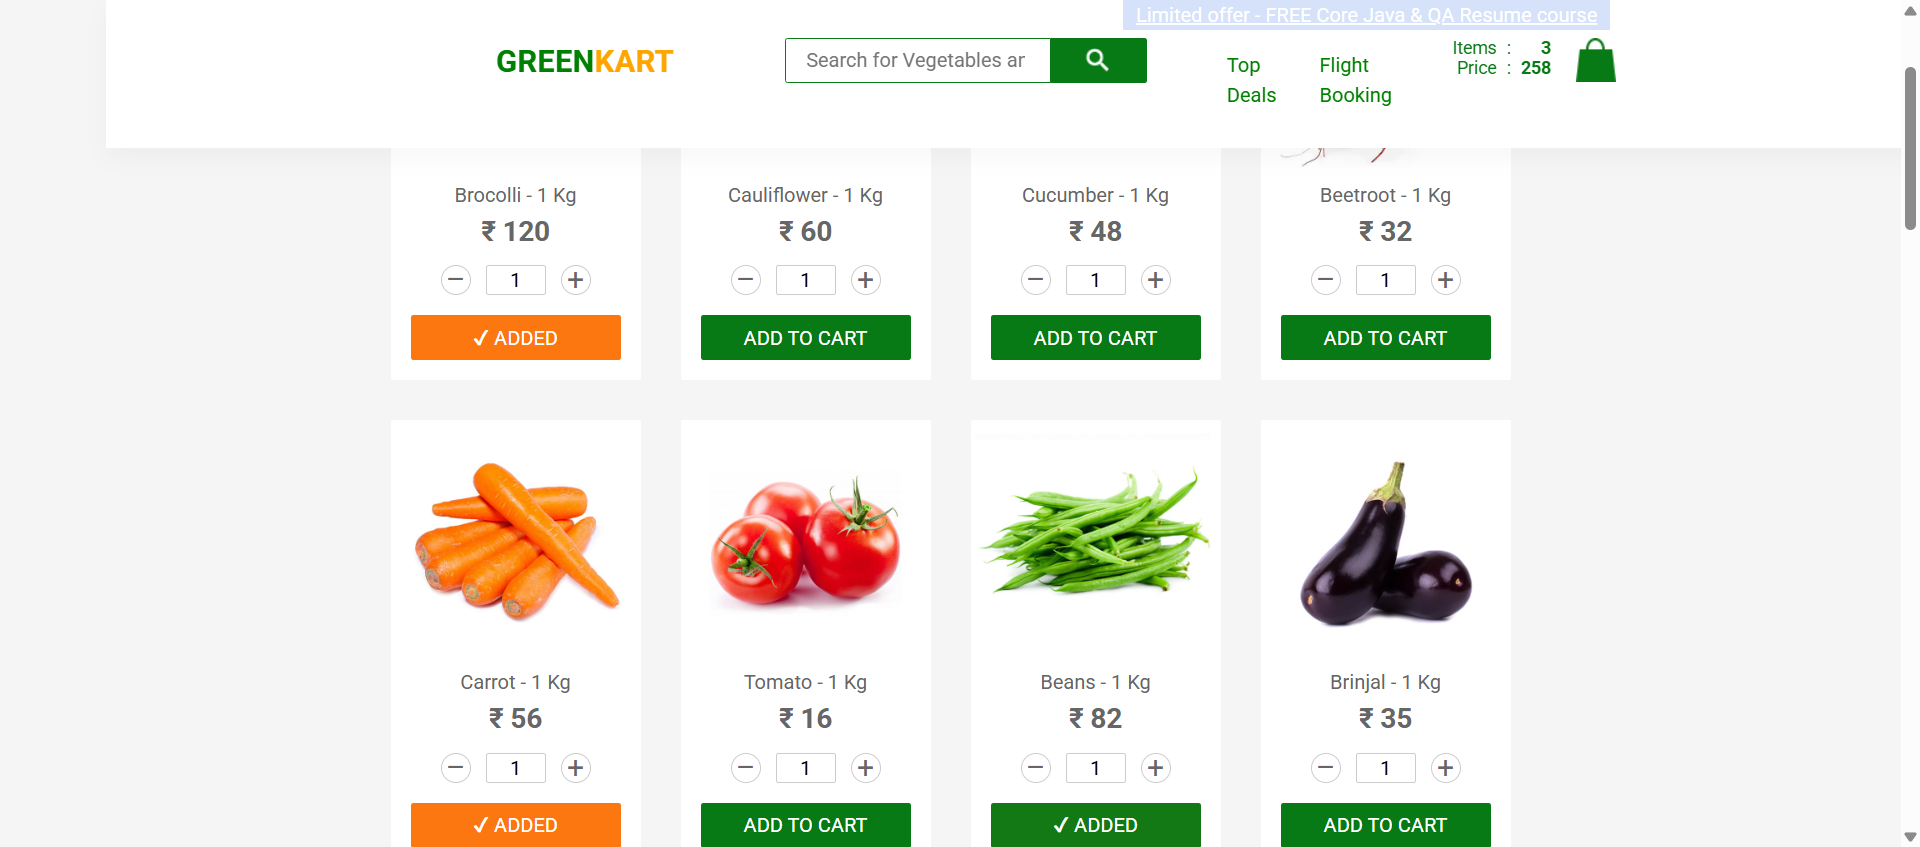 Limited offer - FREE Core Java & QA Resume course
GREENKART
Search for Vegetables ar
Top Deals
Flight Booking
Items : 3
Price : 258
Brocolli - 1 Kg
₹ 120
− 1 +
✓ ADDED
Cauliflower - 1 Kg
₹ 60
− 1 +
ADD TO CART
Cucumber - 1 Kg
₹ 48
− 1 +
ADD TO CART
Beetroot - 1 Kg
₹ 32
− 1 +
ADD TO CART
Carrot - 1 Kg
₹ 56
− 1 +
✓ ADDED
Tomato - 1 Kg
₹ 16
− 1 +
ADD TO CART
Beans - 1 Kg
₹ 82
− 1 +
✓ ADDED
Brinjal - 1 Kg
₹ 35
− 1 +
ADD TO CART